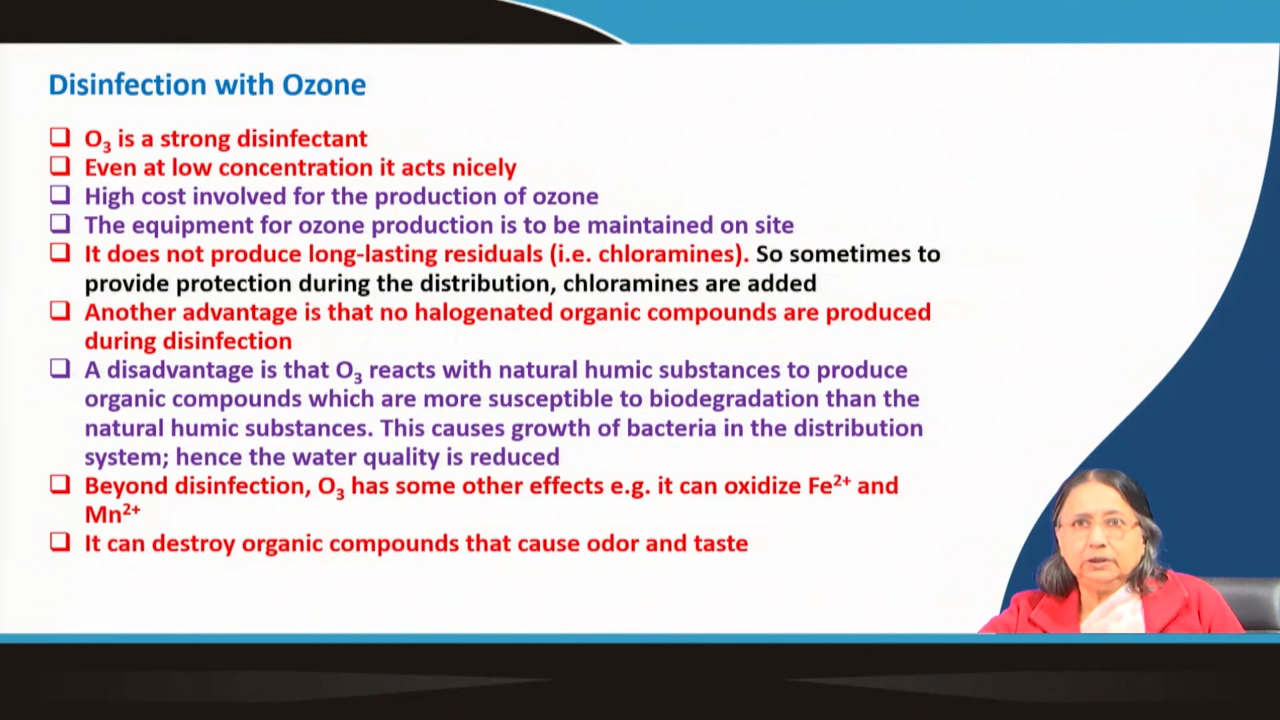 Disinfection with Ozone
❑ O₃ is a strong disinfectant
❑ Even at low concentration it acts nicely
❑ High cost involved for the production of ozone
❑ The equipment for ozone production is to be maintained on site
❑ It does not produce long-lasting residuals (i.e. chloramines). So sometimes to
provide protection during the distribution, chloramines are added
❑ Another advantage is that no halogenated organic compounds are produced
during disinfection
❑ A disadvantage is that O₃ reacts with natural humic substances to produce
organic compounds which are more susceptible to biodegradation than the
natural humic substances. This causes growth of bacteria in the distribution
system; hence the water quality is reduced
❑ Beyond disinfection, O₃ has some other effects e.g. it can oxidize Fe²⁺ and
Mn²⁺
❑ It can destroy organic compounds that cause odor and taste